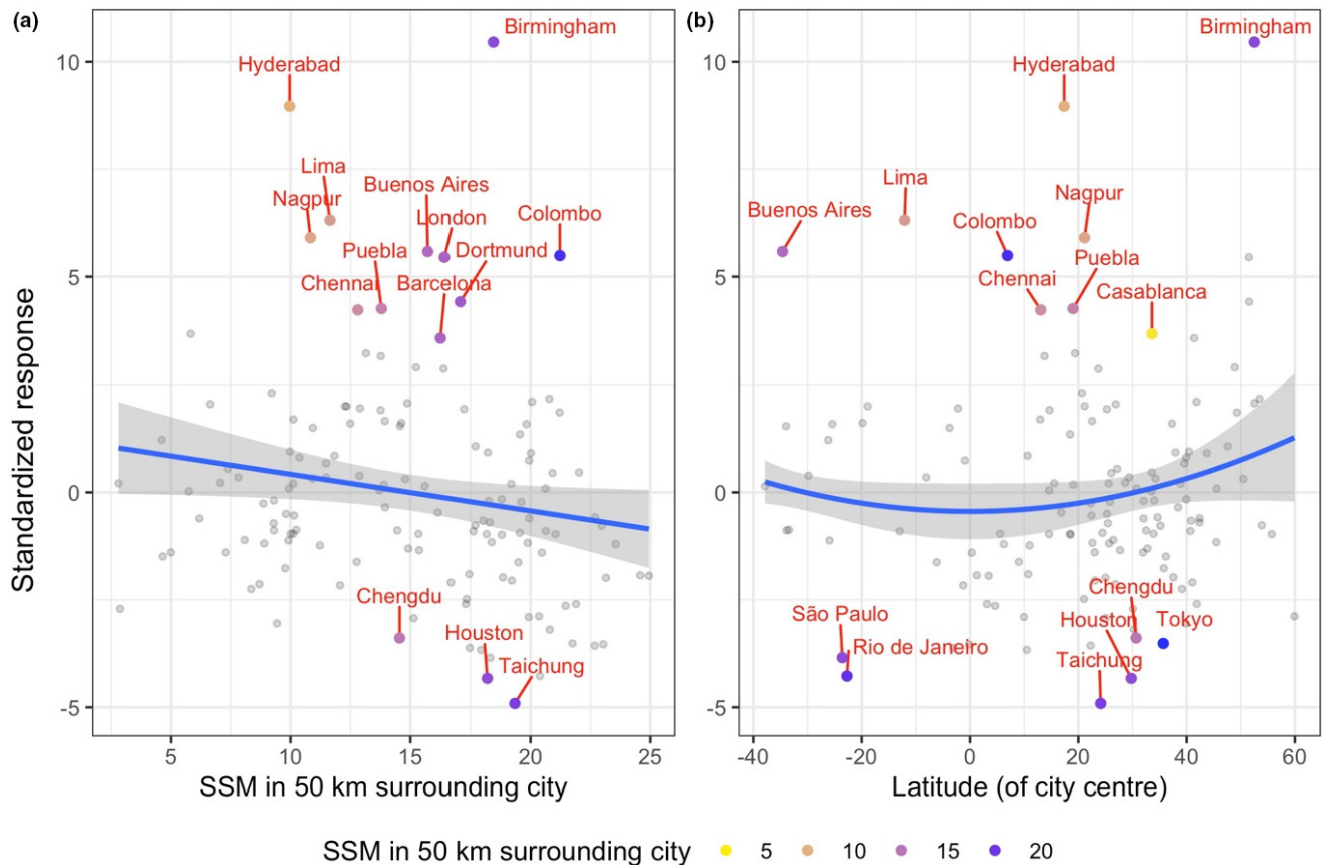 (a)
Birmingham
Hyderabad
Lima
Nagpur
Buenos Aires
London
Colombo
Puebla
Dortmund
Chennai
Barcelona
Chengdu
Houston
Taichung
10
5
0
-5
Standardized response
5 10 15 20 25
SSM in 50 km surrounding city
(b)
Birmingham
Hyderabad
Lima
Nagpur
Buenos Aires
Colombo
Puebla
Chennai
Casablanca
Chengdu
São Paulo
Houston
Tokyo
Rio de Janeiro
Taichung
-40 -20 0 20 40 60
Latitude (of city centre)
SSM in 50 km surrounding city 5 10 15 20